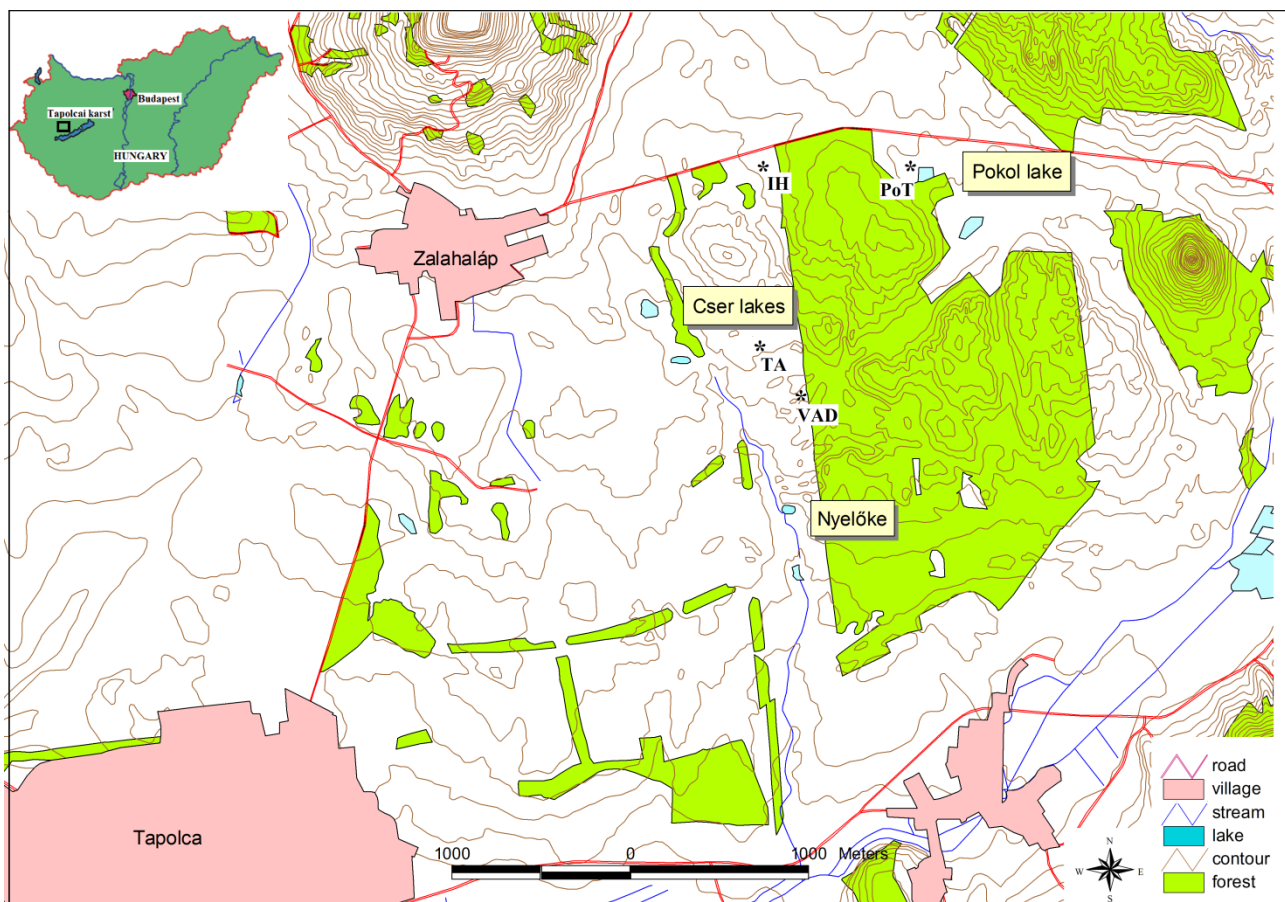 Budapest
Tapolcai karst
HUNGARY
IH
PoT
Pokol lake
Zalahaláp
Cser lakes
TA
VAD
Nyelőke
Tapolca
1000 0 1000 Meters
road
village
stream
lake
contour
forest
N
W E
S